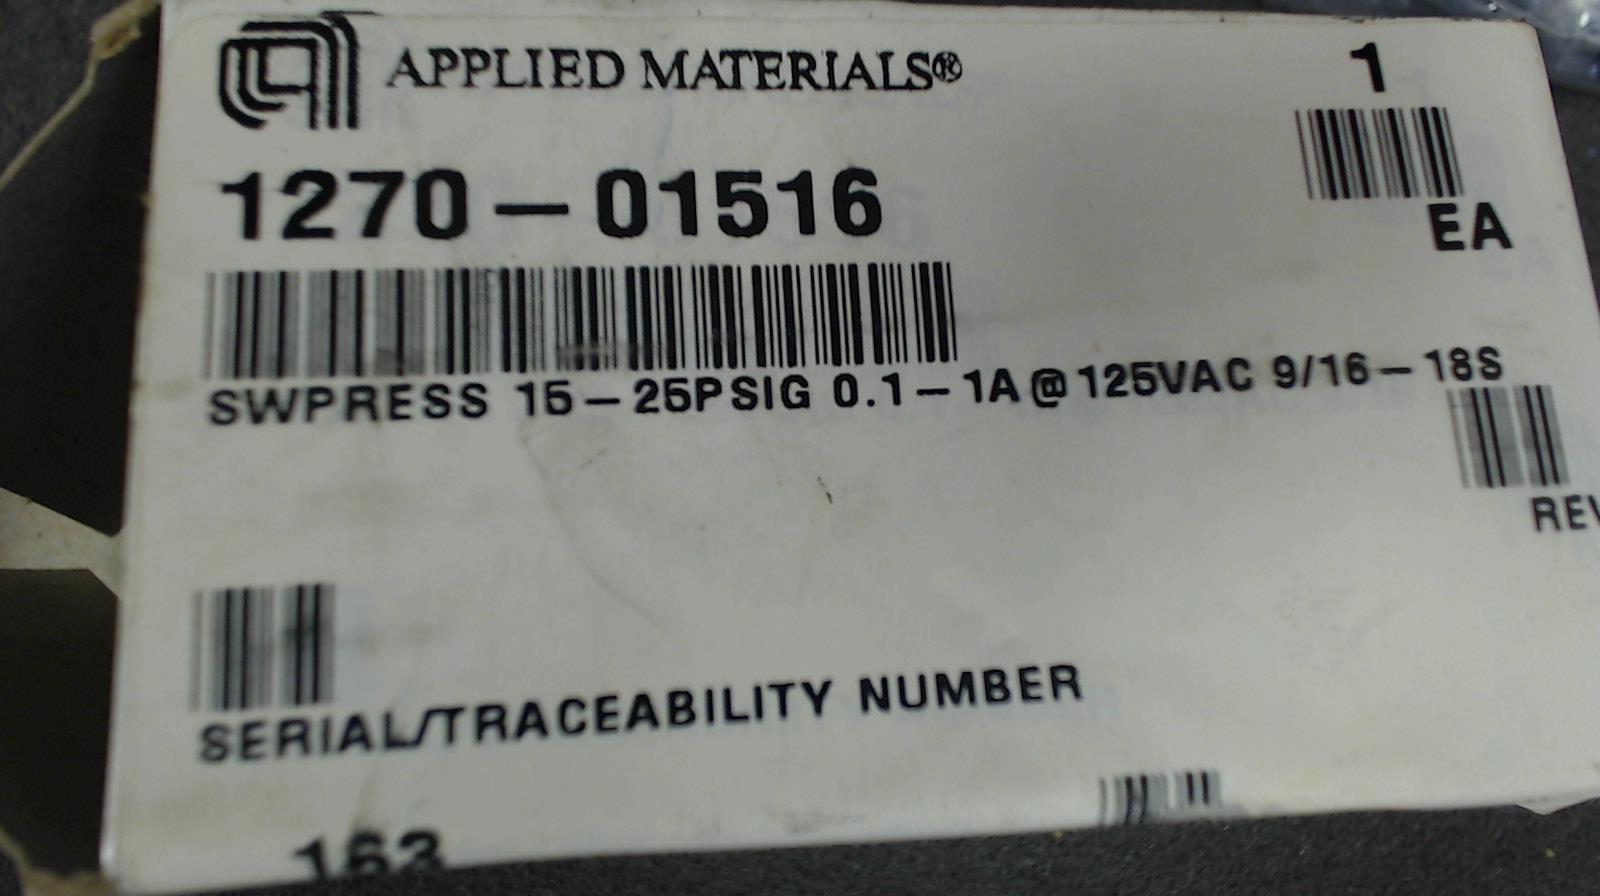 APPLIED MATERIALS®
1
1270-01516
EA
SWPRESS 15-25PSIG 0.1-1A@125VAC 9/16-18S
REV
SERIAL/TRACEABILITY NUMBER
163